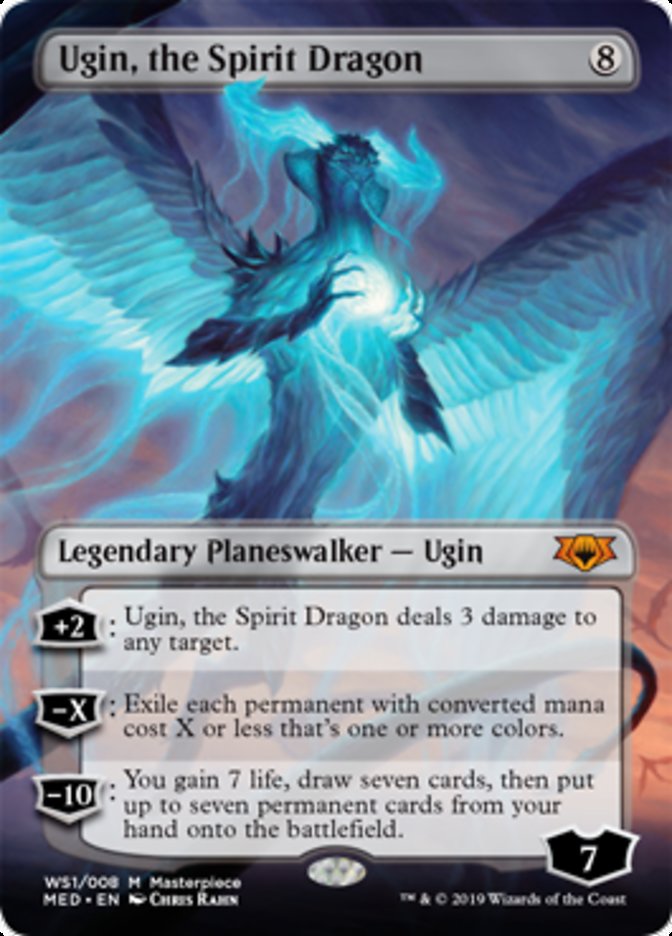 Ugin, the Spirit Dragon 8
Legendary Planeswalker — Ugin
+2 : Ugin, the Spirit Dragon deals 3 damage to
any target.
−X : Exile each permanent with converted mana
cost X or less that's one or more colors.
−10 : You gain 7 life, draw seven cards, then put
up to seven permanent cards from your
hand onto the battlefield.
7
WS1/008 M Masterpiece
MED • EN Chris Rahn
™ & © 2019 Wizards of the Coast